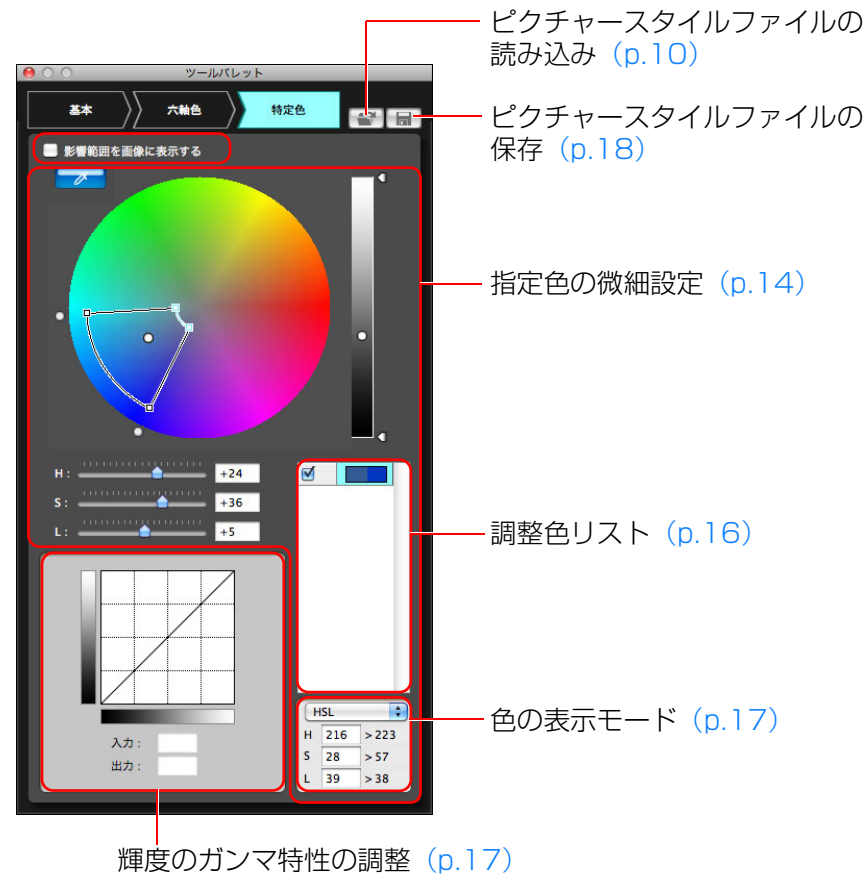 ピクチャースタイルファイルの
読み込み（p.10）
ツールパレット
基本
六軸色
特定色
ピクチャースタイルファイルの
保存（p.18）
影響範囲を画像に表示する
指定色の微細設定（p.14）
H : +24
S : +36
L : +5
調整色リスト（p.16）
HSL
色の表示モード（p.17）
H 216 >223
S 28 >57
L 39 >38
入力 :
出力 :
輝度のガンマ特性の調整（p.17）